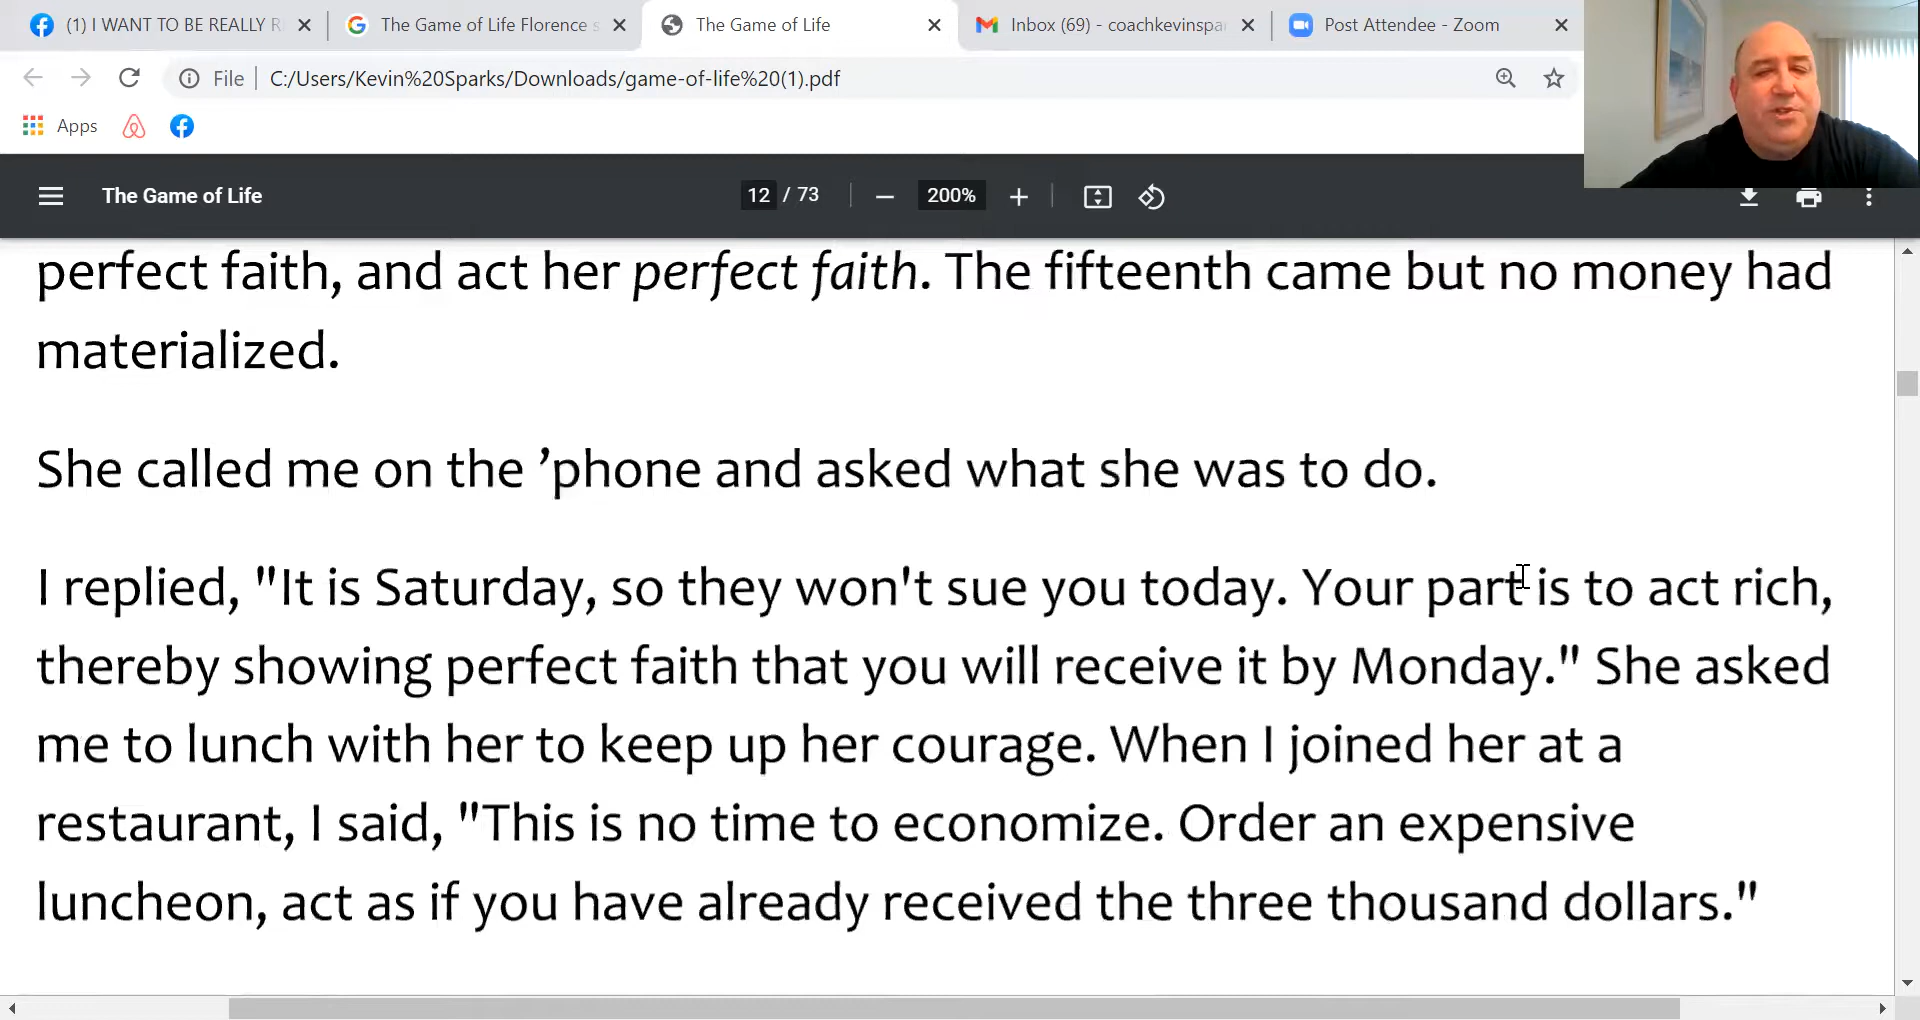 (1) I WANT TO BE REALLY R
The Game of Life Florence s
The Game of Life
Inbox (69) - coachkevinspa
Post Attendee - Zoom
File
C:/Users/Kevin%20Sparks/Downloads/game-of-life%20(1).pdf
Apps
The Game of Life
12 / 73
200%
perfect faith, and act her perfect faith. The fifteenth came but no money had
materialized.
She called me on the ’phone and asked what she was to do.
I replied, "It is Saturday, so they won't sue you today. Your part is to act rich,
thereby showing perfect faith that you will receive it by Monday." She asked
me to lunch with her to keep up her courage. When I joined her at a
restaurant, I said, "This is no time to economize. Order an expensive
luncheon, act as if you have already received the three thousand dollars."